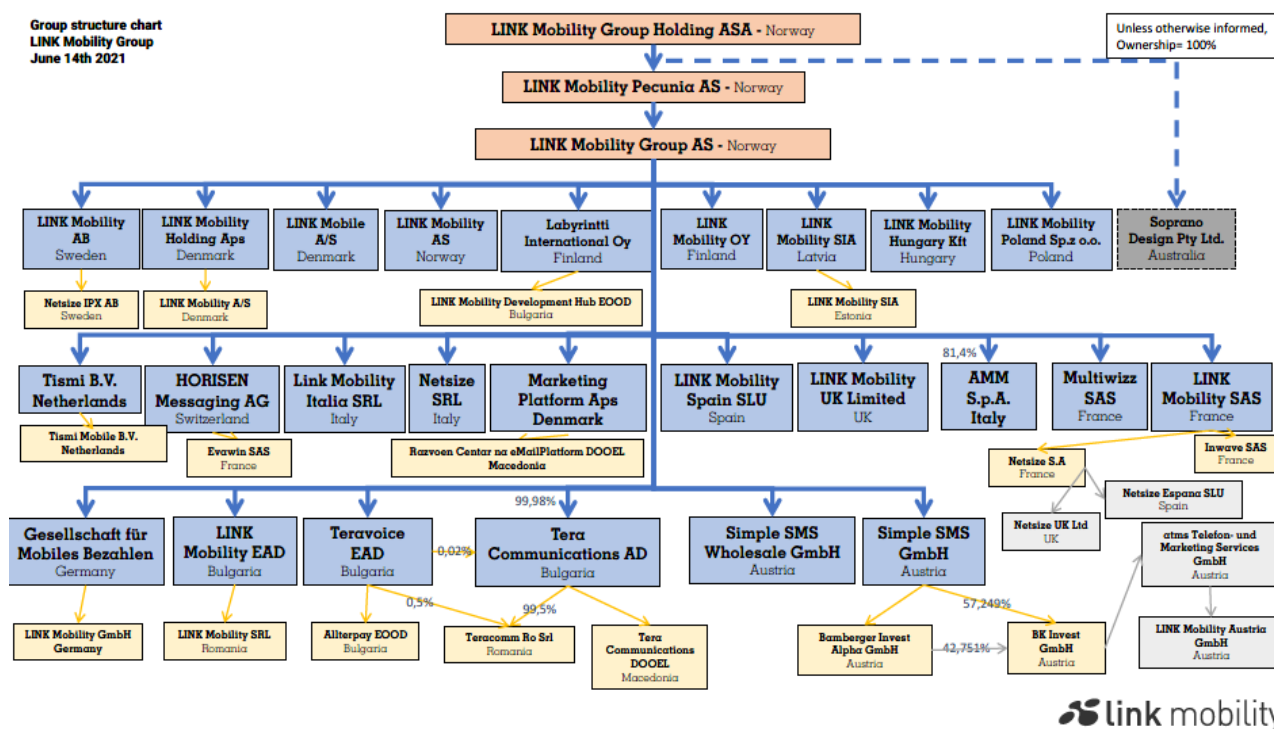 Group structure chart
LINK Mobility Group
June 14th 2021
LINK Mobility Group Holding ASA - Norway
Unless otherwise informed,
Ownership= 100%
LINK Mobility Pecunia AS - Norway
LINK Mobility Group AS - Norway
LINK Mobility
AB
Sweden
LINK Mobility
Holding Aps
Denmark
LINK Mobile
A/S
Denmark
LINK Mobility
AS
Norway
Labyrintti
International Oy
Finland
LINK
Mobility OY
Finland
LINK
Mobility SIA
Latvia
LINK Mobility
Hungary Kft
Hungary
LINK Mobility
Poland Sp.z o.o.
Poland
Soprano
Design Pty Ltd.
Australia
Netsize IPX AB
Sweden
LINK Mobility A/S
Denmark
LINK Mobility Development Hub EOOD
Bulgaria
LINK Mobility SIA
Estonia
81,4%
Tismi B.V.
Netherlands
HORISEN
Messaging AG
Switzerland
Link Mobility
Italia SRL
Italy
Netsize
SRL
Italy
Marketing
Platform Aps
Denmark
LINK Mobility
Spain SLU
Spain
LINK Mobility
UK Limited
UK
AMM
S.p.A.
Italy
Multiwizz
SAS
France
LINK
Mobility SAS
France
Tismi Mobile B.V.
Netherlands
Evawin SAS
France
Razvoen Centar na eMailPlatform DOOEL
Macedonia
Netsize S.A
France
Inwave SAS
France
Netsize Espana SLU
Spain
Netsize UK Ltd
UK
99,98%
Gesellschaft für
Mobiles Bezahlen
Germany
LINK
Mobility EAD
Bulgaria
Teravoice
EAD
Bulgaria
0,02%
Tera
Communications AD
Bulgaria
Simple SMS
Wholesale GmbH
Austria
Simple SMS
GmbH
Austria
atms Telefon- und
Marketing Services
GmbH
Austria
0,5%
99,5%
57,249%
LINK Mobility GmbH
Germany
LINK Mobility SRL
Romania
Allterpay EOOD
Bulgaria
Teracomm Ro Srl
Romania
Tera
Communications
DOOEL
Macedonia
Bamberger Invest
Alpha GmbH
Austria
42,751%
BK Invest
GmbH
Austria
LINK Mobility Austria
GmbH
Austria
link mobility